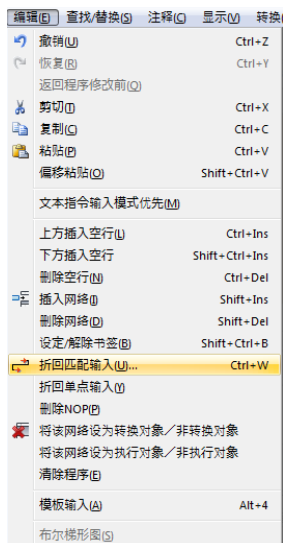 编辑(E) 查找/替换(S) 注释(C) 显示(V) 转换
撤销(U) Ctrl+Z
恢复(R) Ctrl+Y
返回程序修改前(Q)
剪切(T) Ctrl+X
复制(C) Ctrl+C
粘贴(P) Ctrl+V
偏移粘贴(O) Shift+Ctrl+V
文本指令输入模式优先(M)
上方插入空行(L) Ctrl+Ins
下方插入空行 Shift+Ctrl+Ins
删除空行(N) Ctrl+Del
插入网络(I) Shift+Ins
删除网络(D) Shift+Del
设定/解除书签(B) Shift+Ctrl+B
折回匹配输入(U)... Ctrl+W
折回单点输入(Y)
删除NOP(P)
将该网络设为转换对象／非转换对象
将该网络设为执行对象／非执行对象
清除程序(E)
模板输入(A) Alt+4
布尔梯形图(S)